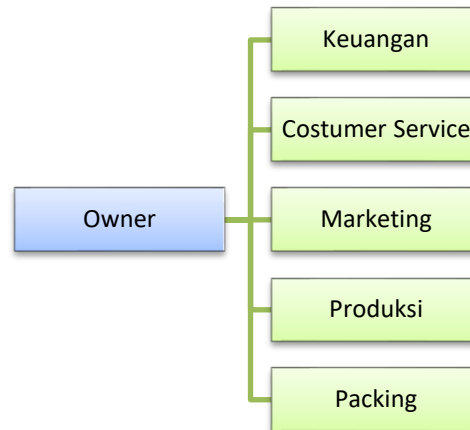 Keuangan
Costumer Service
Owner
Marketing
Produksi
Packing